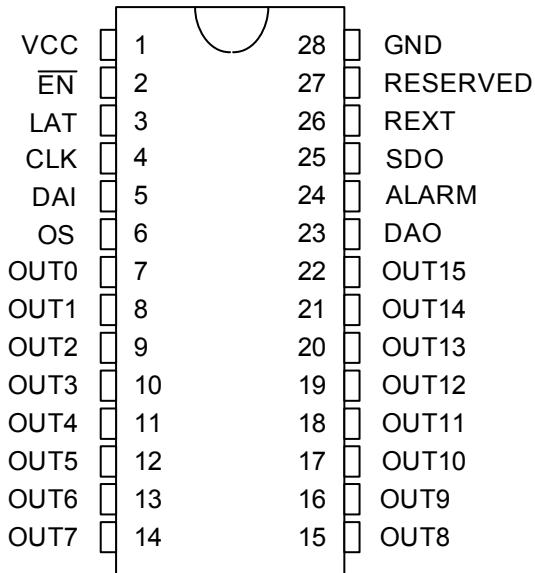 VCC 1 28 GND
E̅N̅ 2 27 RESERVED
LAT 3 26 REXT
CLK 4 25 SDO
DAI 5 24 ALARM
OS 6 23 DAO
OUT0 7 22 OUT15
OUT1 8 21 OUT14
OUT2 9 20 OUT13
OUT3 10 19 OUT12
OUT4 11 18 OUT11
OUT5 12 17 OUT10
OUT6 13 16 OUT9
OUT7 14 15 OUT8